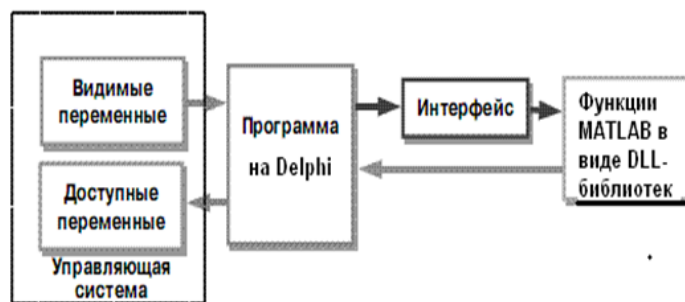 Видимые
переменные
Доступные
переменные
Управляющая
система
Программа
на Delphi
Интерфейс
Функции
MATLAB в
виде DLL-
библиотек